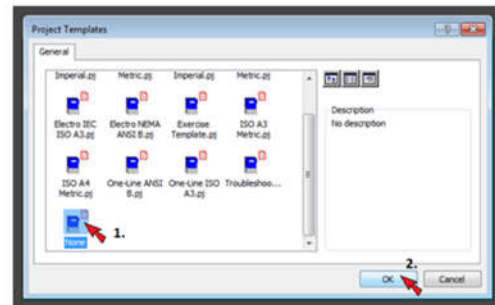 Project Templates
General
Imperial.pj Metric.pj Imperial.pj Metric.pj
Electro IEC Electro NEMA Exercise ISO A3
ISO A3.pj ANSI B.pj Template.pj Metric.pj
ISO A4 One-Line ANSI One-Line ISO Troubleshoo...
Metric.pj B.pj A3.pj
None
1.
Description
No description
2.
OK Cancel